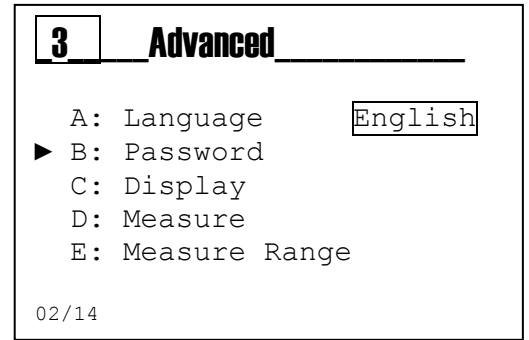 3 Advanced
A: Language English
► B: Password
C: Display
D: Measure
E: Measure Range
02/14